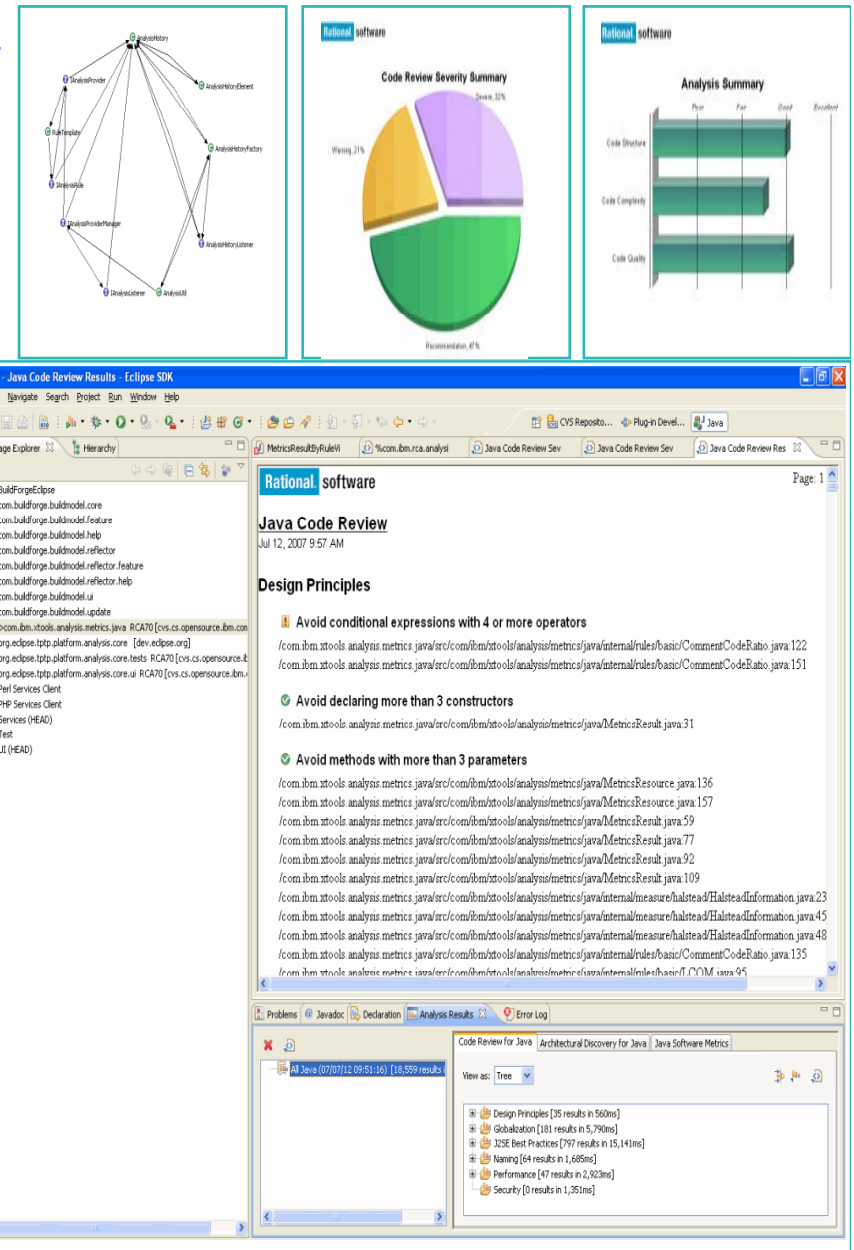 AnalysisHistory
IAnalysisProvider
AnalysisHistoryElement
RuleTemplate
AnalysisHistoryFactory
IAnalysisRule
IAnalysisProviderManager
AnalysisHistoryListener
IAnalysisListener
AnalysisUtil
Rational. software
Code Review Severity Summary
Severe, 32%
Warning, 21%
Recommendation, 47%
Rational. software
Analysis Summary
Poor Fair Good Excellent
Code Structure
Code Complexity
Code Quality
- Java Code Review Results - Eclipse SDK
Navigate Search Project Run Window Help
CVS Reposito... Plug-in Devel... Java
age Explorer Hierarchy
BuildForgeEclipse
com.buildforge.buildmodel.core
com.buildforge.buildmodel.feature
com.buildforge.buildmodel.help
com.buildforge.buildmodel.reflector
com.buildforge.buildmodel.reflector.feature
com.buildforge.buildmodel.reflector.help
com.buildforge.buildmodel.ui
com.buildforge.buildmodel.update
>com.ibm.xtools.analysis.metrics.java RCA70 [cvs.cs.opensource.ibm.com
org.eclipse.tptp.platform.analysis.core [dev.eclipse.org]
org.eclipse.tptp.platform.analysis.core.tests RCA70 [cvs.cs.opensource.ib
org.eclipse.tptp.platform.analysis.core.ui RCA70 [cvs.cs.opensource.ibm.
Perl Services Client
PHP Services Client
Services (HEAD)
Test
UI (HEAD)
MetricsResultByRuleVi %com.ibm.rca.analysi Java Code Review Sev Java Code Review Sev Java Code Review Res
Rational. software
Page: 1
Java Code Review
Jul 12, 2007 9:57 AM
Design Principles
Avoid conditional expressions with 4 or more operators
/com.ibm.xtools.analysis.metrics.java/src/com/ibm/xtools/analysis/metrics/java/internal/rules/basic/CommentCodeRatio.java:122
/com.ibm.xtools.analysis.metrics.java/src/com/ibm/xtools/analysis/metrics/java/internal/rules/basic/CommentCodeRatio.java:151
Avoid declaring more than 3 constructors
/com.ibm.xtools.analysis.metrics.java/src/com/ibm/xtools/analysis/metrics/java/MetricsResult.java:31
Avoid methods with more than 3 parameters
/com.ibm.xtools.analysis.metrics.java/src/com/ibm/xtools/analysis/metrics/java/MetricsResource.java:136
/com.ibm.xtools.analysis.metrics.java/src/com/ibm/xtools/analysis/metrics/java/MetricsResource.java:157
/com.ibm.xtools.analysis.metrics.java/src/com/ibm/xtools/analysis/metrics/java/MetricsResult.java:59
/com.ibm.xtools.analysis.metrics.java/src/com/ibm/xtools/analysis/metrics/java/MetricsResult.java:77
/com.ibm.xtools.analysis.metrics.java/src/com/ibm/xtools/analysis/metrics/java/MetricsResult.java:92
/com.ibm.xtools.analysis.metrics.java/src/com/ibm/xtools/analysis/metrics/java/MetricsResult.java:109
/com.ibm.xtools.analysis.metrics.java/src/com/ibm/xtools/analysis/metrics/java/internal/measure/halstead/HalsteadInformation.java:23
/com.ibm.xtools.analysis.metrics.java/src/com/ibm/xtools/analysis/metrics/java/internal/measure/halstead/HalsteadInformation.java:45
/com.ibm.xtools.analysis.metrics.java/src/com/ibm/xtools/analysis/metrics/java/internal/measure/halstead/HalsteadInformation.java:48
/com.ibm.xtools.analysis.metrics.java/src/com/ibm/xtools/analysis/metrics/java/internal/rules/basic/CommentCodeRatio.java:135
/com.ibm.xtools.analysis.metrics.java/src/com/ibm/xtools/analysis/metrics/java/internal/rules/basic/LCOM.java:95
Problems Javadoc Declaration Analysis Results Error Log
All Java (07/07/12 09:51:16) [18,559 results i
Code Review for Java Architectural Discovery for Java Java Software Metrics
View as: Tree
Design Principles [35 results in 560ms]
Globalization [181 results in 5,790ms]
J2SE Best Practices [797 results in 15,141ms]
Naming [64 results in 1,685ms]
Performance [47 results in 2,923ms]
Security [0 results in 1,351ms]